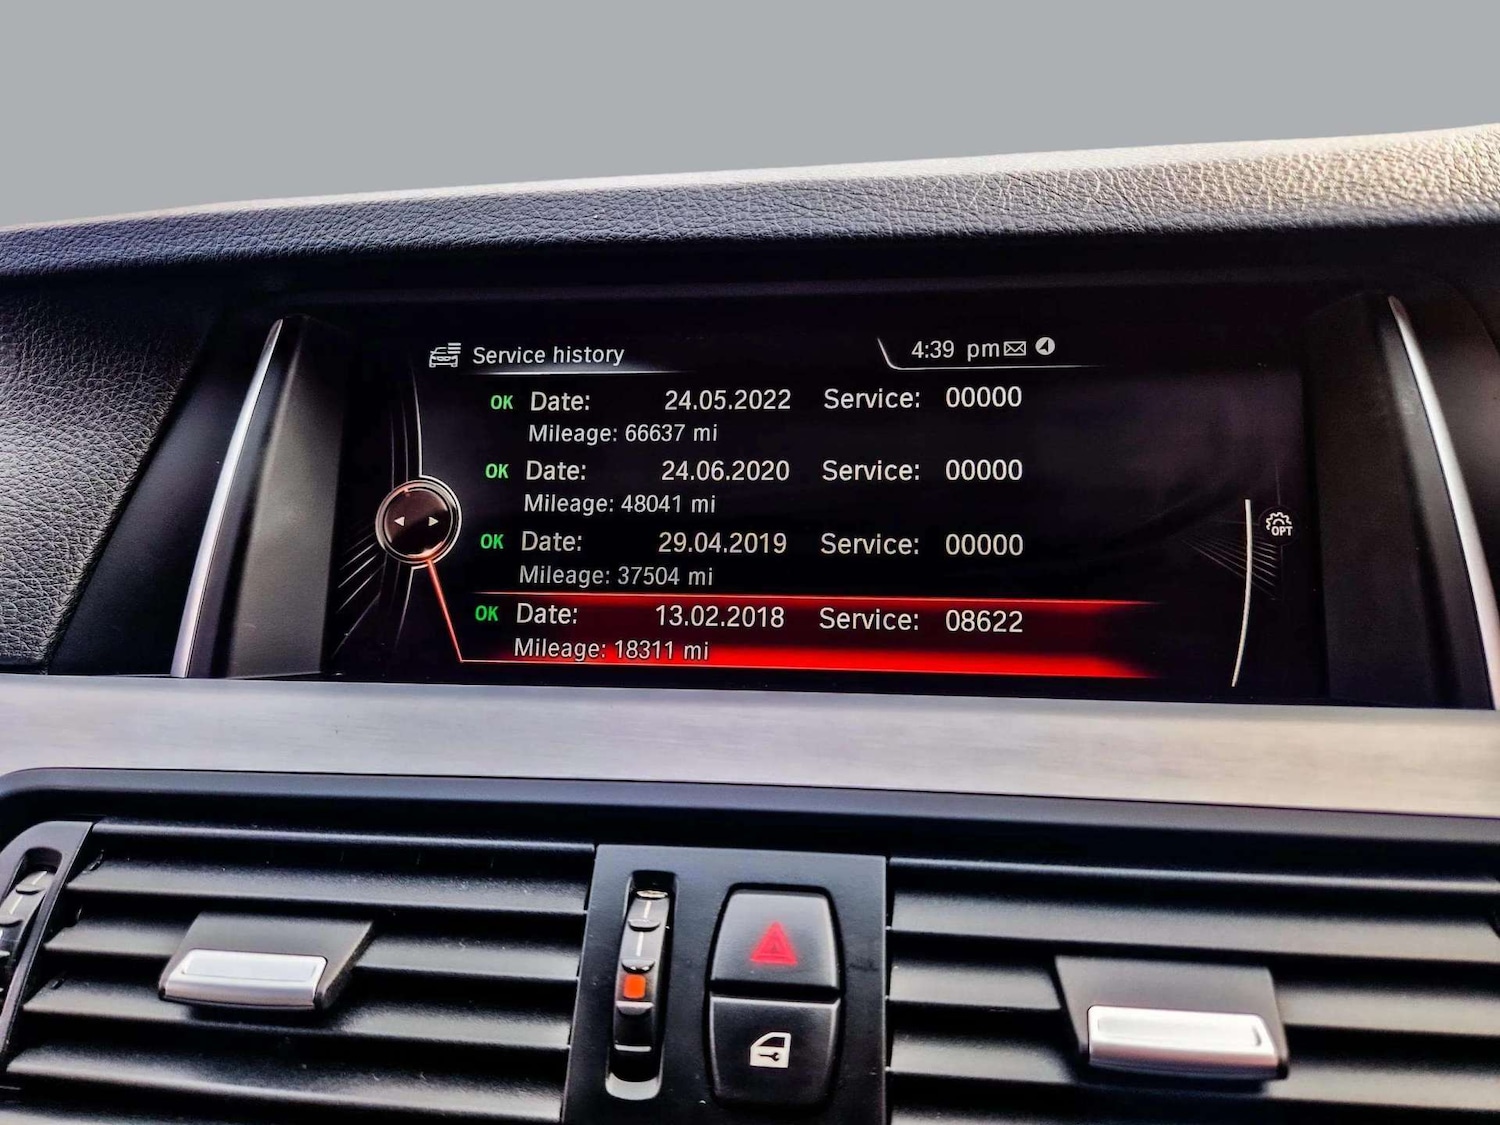 Service history 4:39 pm
OK Date: 24.05.2022 Service: 00000
Mileage: 66637 mi
OK Date: 24.06.2020 Service: 00000
Mileage: 48041 mi
OK Date: 29.04.2019 Service: 00000
Mileage: 37504 mi
OK Date: 13.02.2018 Service: 08622
Mileage: 18311 mi
OPT